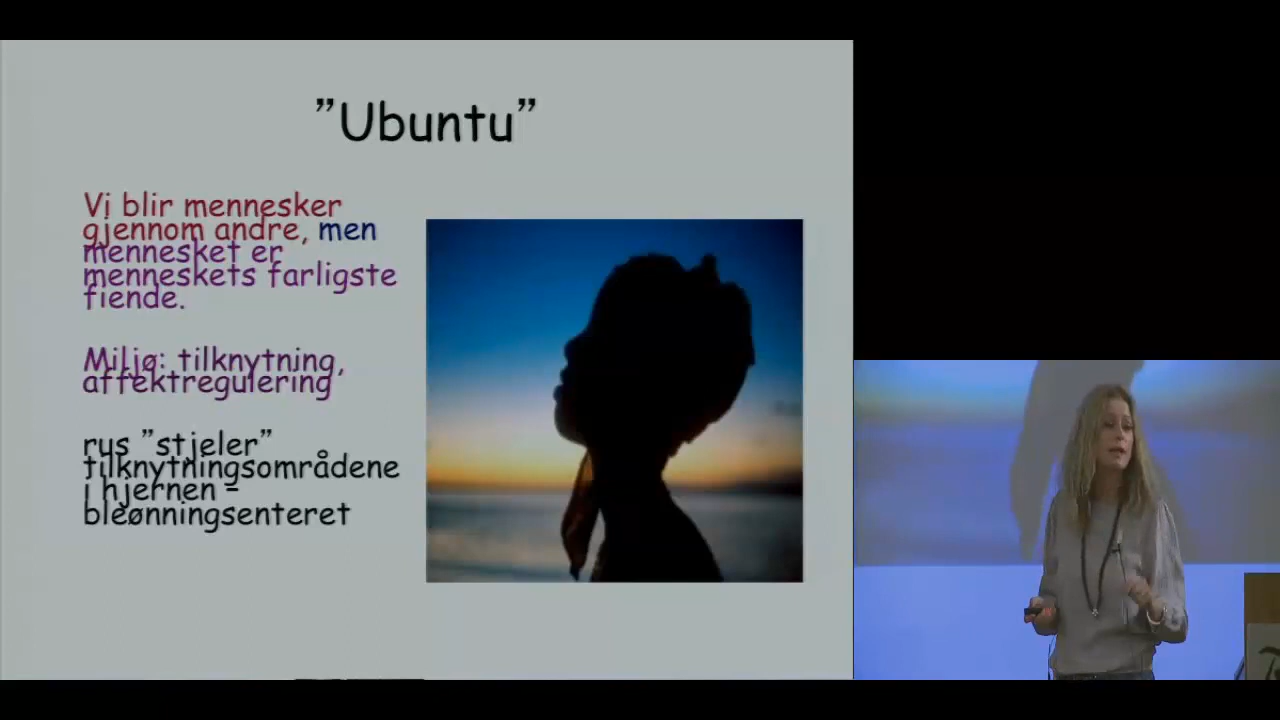 ”Ubuntu”
Vi blir mennesker
gjennom andre, men
mennesket er
menneskets farligste
fiende.
Miljø: tilknytning,
affektregulering
rus ”stjeler”
tilknytningsområdene
i hjernen –
bleønningsenteret